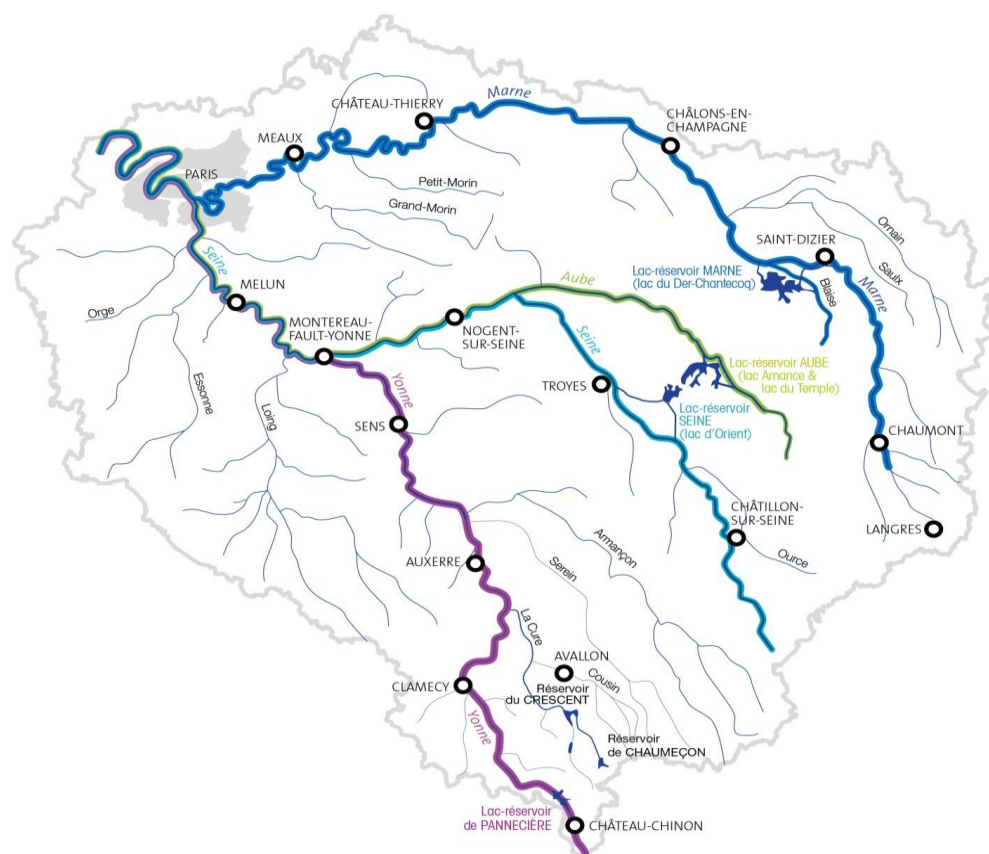 Marne
CHÂTEAU-THIERRY
CHÂLONS-EN-
CHAMPAGNE
MEAUX
PARIS
Petit-Morin
Grand-Morin
Ornain
SAINT-DIZIER
Saulx
Seine
Lac-réservoir MARNE
(lac du Der-Chantecoq)
Blaise
Marne
Aube
MELUN
Orge
MONTEREAU-
FAULT-YONNE
NOGENT-
SUR-SEINE
Seine
Lac-réservoir AUBE
(lac Amance &
lac du Temple)
TROYES
Essonne
Loing
Yonne
Lac-réservoir
SEINE
(lac d'Orient)
SENS
CHAUMONT
CHÂTILLON-
SUR-SEINE
LANGRES
Ource
Armançon
Serein
AUXERRE
La Cure
AVALLON
Cousin
CLAMECY
Réservoir
du CRESCENT
Yonne
Réservoir
de CHAUMEÇON
Lac-réservoir
de PANNECIÈRE
CHÂTEAU-CHINON